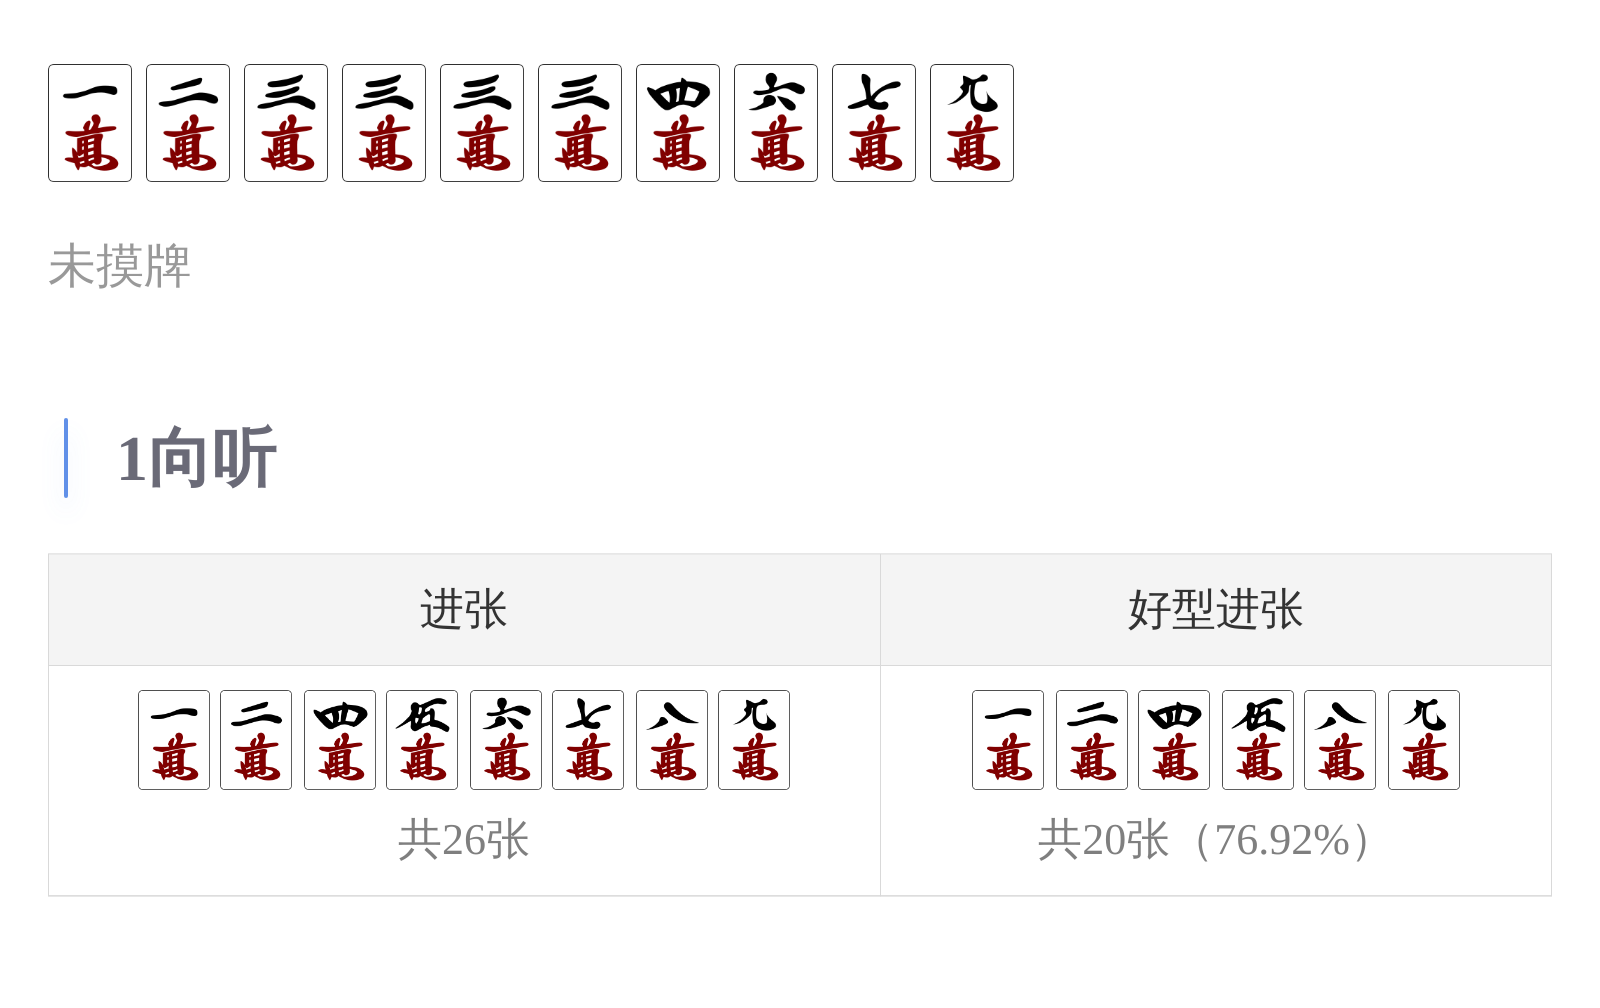 一萬 二萬 三萬 三萬 三萬 三萬 四萬 六萬 七萬 九萬
未摸牌
1向听
进张 好型进张
一萬 二萬 四萬 伍萬 六萬 七萬 八萬 九萬 一萬 二萬 四萬 伍萬 八萬 九萬
共26张 共20张（76.92%）